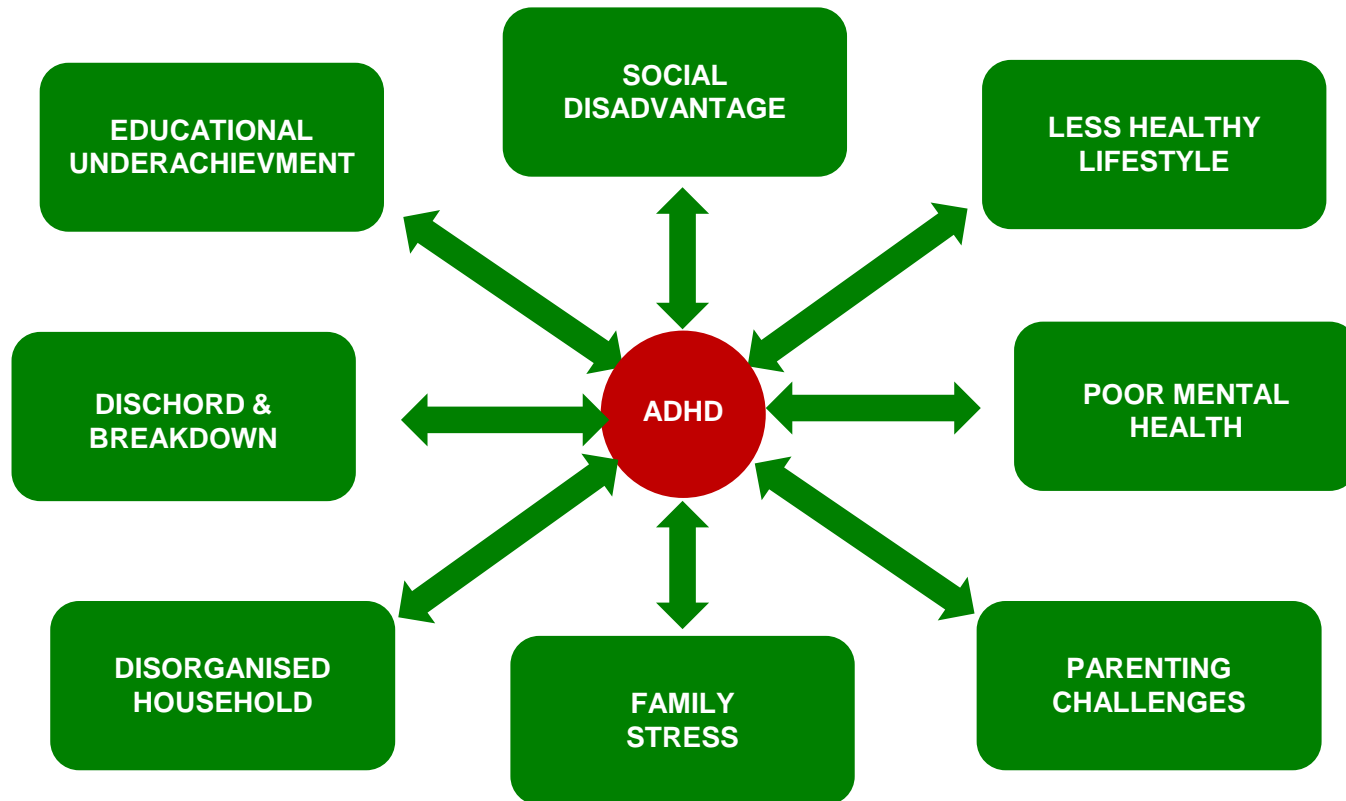 SOCIAL
DISADVANTAGE
EDUCATIONAL
UNDERACHIEVMENT
LESS HEALTHY
LIFESTYLE
DISCHORD &
BREAKDOWN
ADHD
POOR MENTAL
HEALTH
DISORGANISED
HOUSEHOLD
FAMILY
STRESS
PARENTING
CHALLENGES